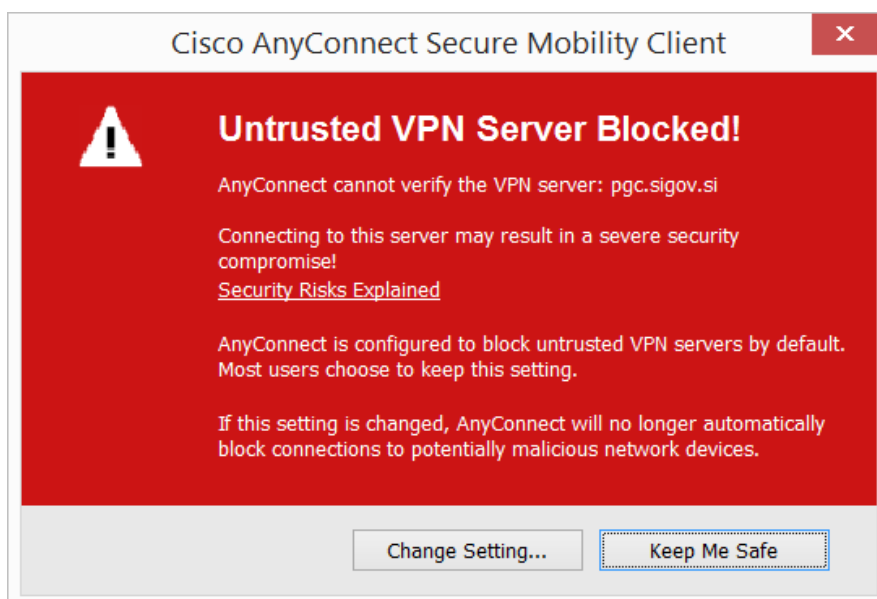 Cisco AnyConnect Secure Mobility Client
Untrusted VPN Server Blocked!
AnyConnect cannot verify the VPN server: pgc.sigov.si
Connecting to this server may result in a severe security
compromise!
Security Risks Explained
AnyConnect is configured to block untrusted VPN servers by default.
Most users choose to keep this setting.
If this setting is changed, AnyConnect will no longer automatically
block connections to potentially malicious network devices.
Change Setting...
Keep Me Safe